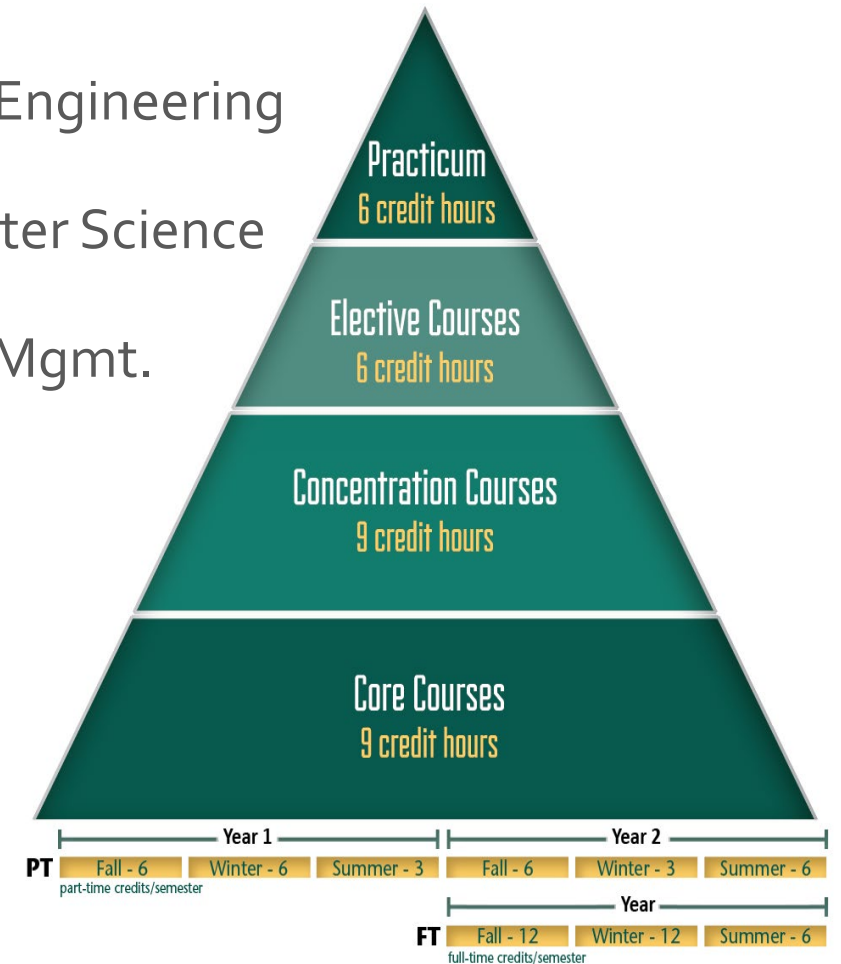 Engineering
ter Science
Mgmt.
Practicum
6 credit hours
Elective Courses
6 credit hours
Concentration Courses
9 credit hours
Core Courses
9 credit hours
Year 1 Year 2
PT Fall - 6 Winter - 6 Summer - 3 Fall - 6 Winter - 3 Summer - 6
part-time credits/semester
Year
FT Fall - 12 Winter - 12 Summer - 6
full-time credits/semester